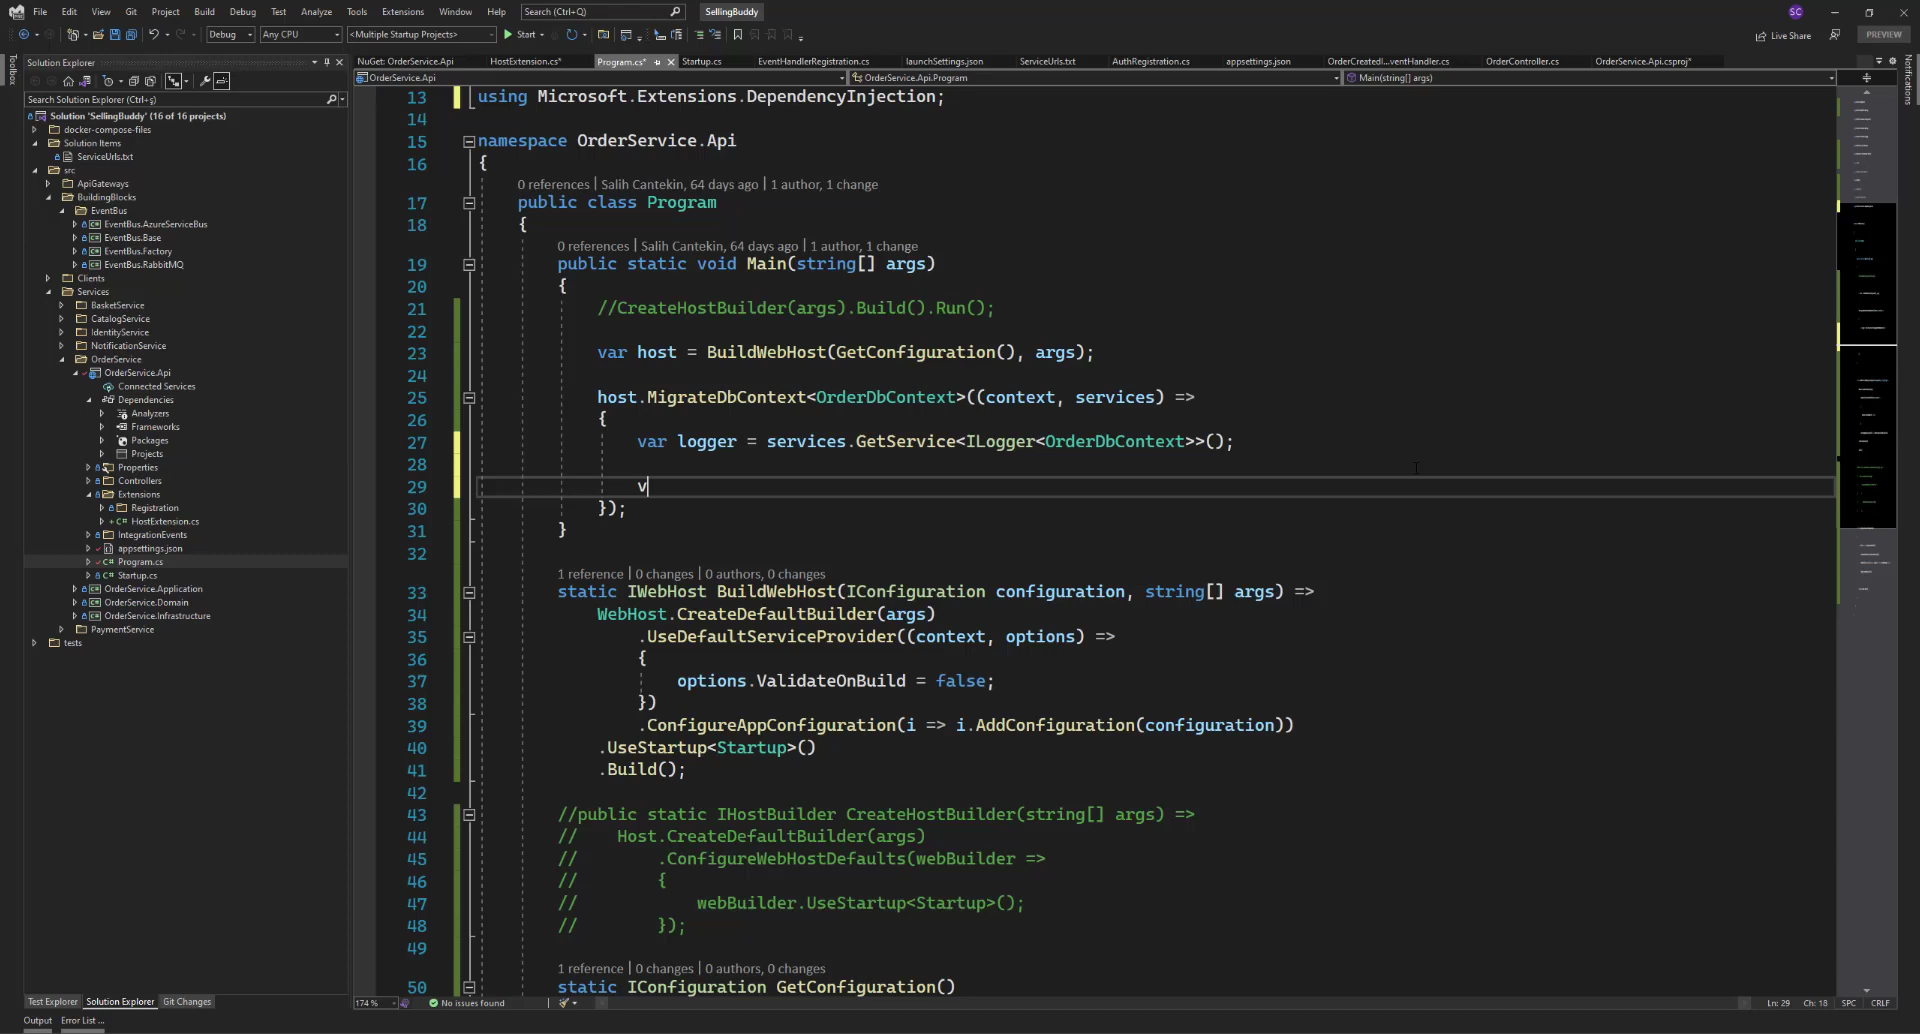 File Edit View Git Project Build Debug Test Analyze Tools Extensions Window Help Search (Ctrl+Q) SellingBuddy SC
Debug Any CPU <Multiple Startup Projects> Start Live Share PREVIEW
Toolbox
Notifications
Solution Explorer
Search Solution Explorer (Ctrl+ş)
Solution 'SellingBuddy' (16 of 16 projects)
docker-compose-files
Solution Items
ServiceUrls.txt
src
ApiGateways
BuildingBlocks
EventBus
EventBus.AzureServiceBus
EventBus.Base
EventBus.Factory
EventBus.RabbitMQ
Clients
Services
BasketService
CatalogService
IdentityService
NotificationService
OrderService
OrderService.Api
Connected Services
Dependencies
Analyzers
Frameworks
Packages
Projects
Properties
Controllers
Extensions
Registration
HostExtension.cs
IntegrationEvents
appsettings.json
Program.cs
Startup.cs
OrderService.Application
OrderService.Domain
OrderService.Infrastructure
PaymentService
tests
Test Explorer Solution Explorer Git Changes
Output Error List ...
NuGet: OrderService.Api HostExtension.cs* Program.cs* Startup.cs EventHandlerRegistration.cs launchSettings.json ServiceUrls.txt AuthRegistration.cs appsettings.json OrderCreatedI...ventHandler.cs OrderController.cs OrderService.Api.csproj*
OrderService.Api OrderService.Api.Program Main(string[] args)
13 using Microsoft.Extensions.DependencyInjection;
14
15 namespace OrderService.Api
16 {
0 references | Salih Cantekin, 64 days ago | 1 author, 1 change
17 public class Program
18 {
0 references | Salih Cantekin, 64 days ago | 1 author, 1 change
19 public static void Main(string[] args)
20 {
21 //CreateHostBuilder(args).Build().Run();
22
23 var host = BuildWebHost(GetConfiguration(), args);
24
25 host.MigrateDbContext<OrderDbContext>((context, services) =>
26 {
27 var logger = services.GetService<ILogger<OrderDbContext>>();
28
29 v
30 });
31 }
32
1 reference | 0 changes | 0 authors, 0 changes
33 static IWebHost BuildWebHost(IConfiguration configuration, string[] args) =>
34 WebHost.CreateDefaultBuilder(args)
35 .UseDefaultServiceProvider((context, options) =>
36 {
37 options.ValidateOnBuild = false;
38 })
39 .ConfigureAppConfiguration(i => i.AddConfiguration(configuration))
40 .UseStartup<Startup>()
41 .Build();
42
43 //public static IHostBuilder CreateHostBuilder(string[] args) =>
44 // Host.CreateDefaultBuilder(args)
45 // .ConfigureWebHostDefaults(webBuilder =>
46 // {
47 // webBuilder.UseStartup<Startup>();
48 // });
49
1 reference | 0 changes | 0 authors, 0 changes
50 static IConfiguration GetConfiguration()
174 % No issues found Ln: 29 Ch: 18 SPC CRLF